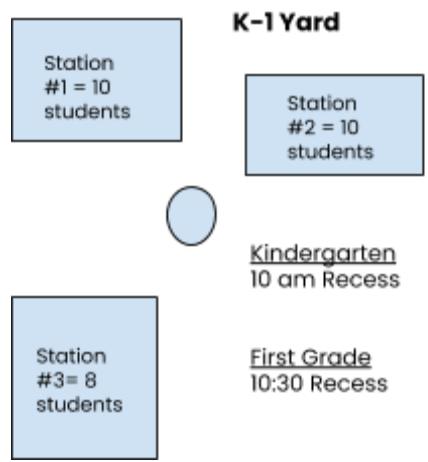 K-1 Yard
Station
#1 = 10
students
Station
#2 = 10
students
Kindergarten
10 am Recess
Station
#3= 8
students
First Grade
10:30 Recess